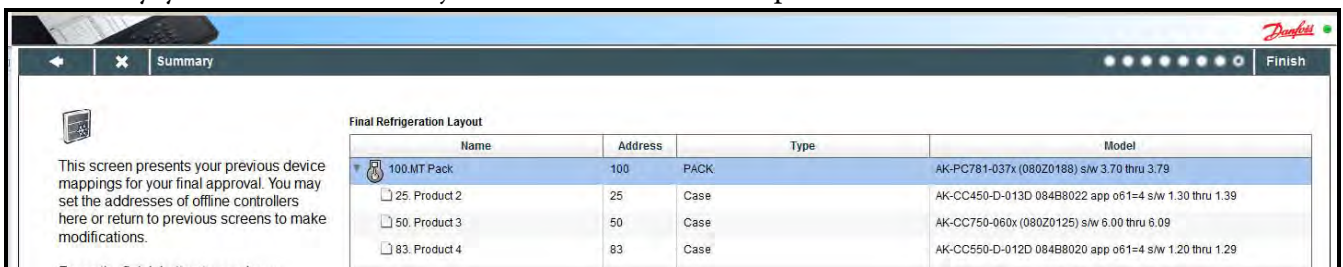 Danfoss
Summary
Finish
Final Refrigeration Layout
Name Address Type Model
100.MT Pack 100 PACK AK-PC781-037x (080Z0188) s/w 3.70 thru 3.79
25. Product 2 25 Case AK-CC450-D-013D 084B8022 app o61=4 s/w 1.30 thru 1.39
50. Product 3 50 Case AK-CC750-060x (080Z0125) s/w 6.00 thru 6.09
83. Product 4 83 Case AK-CC550-D-012D 084B8020 app o61=4 s/w 1.20 thru 1.29
This screen presents your previous device
mappings for your final approval. You may
set the addresses of offline controllers
here or return to previous screens to make
modifications.